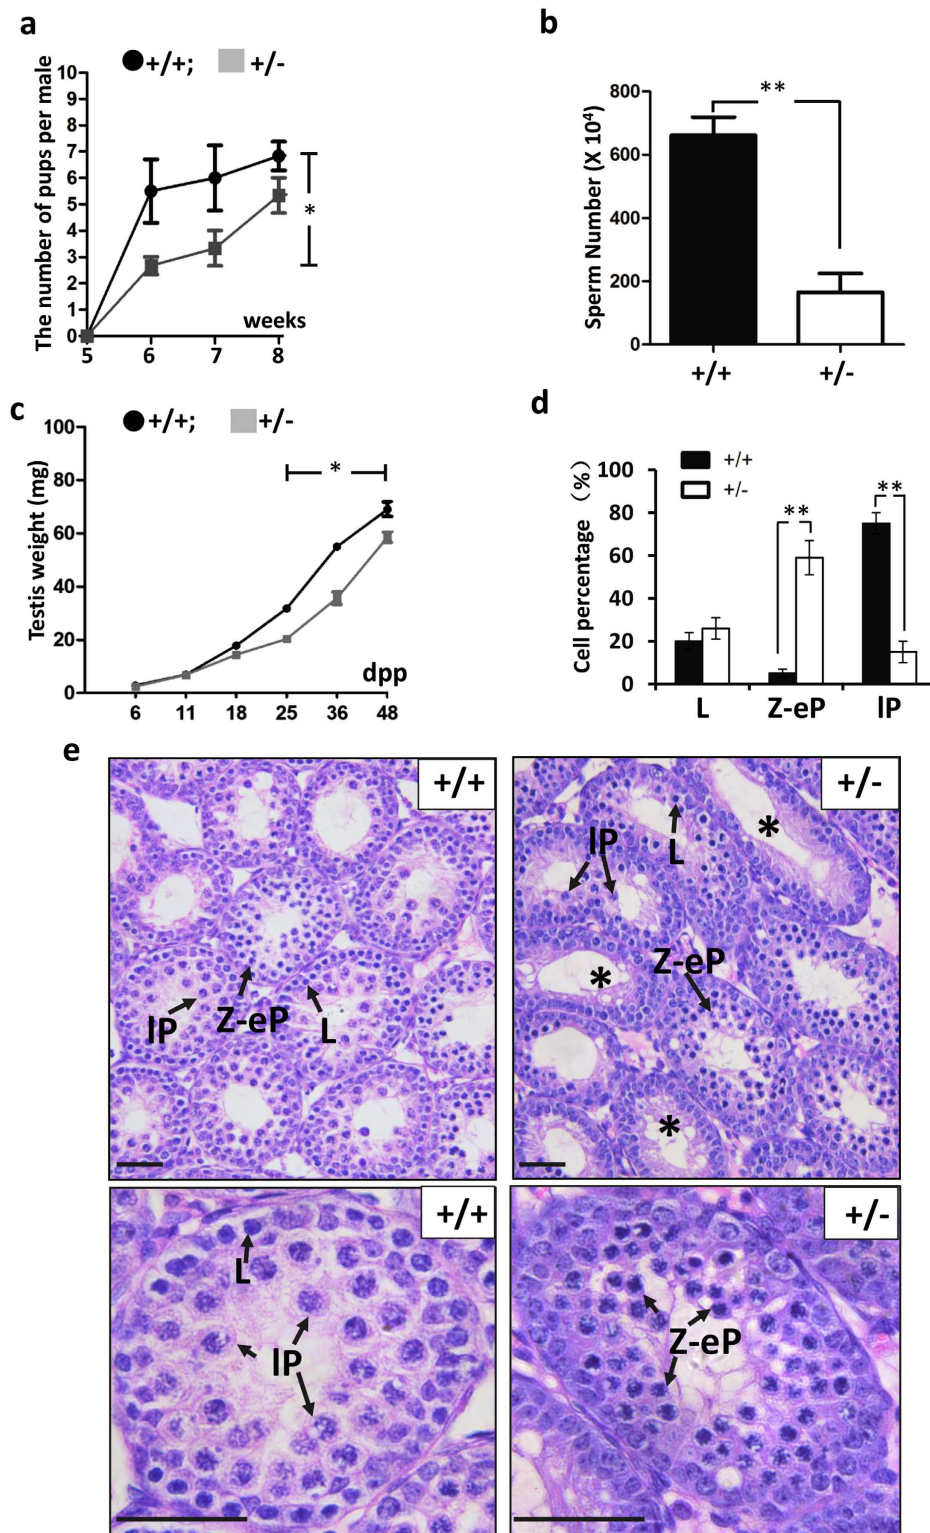 a
+/+; +/-
The number of pups per male
10
9
8
7
6
5
4
3
2
1
0
weeks
5 6 7 8
*
b
**
Sperm Number (X 10⁴)
800
600
400
200
0
+/+ +/-
c
+/+; +/-
Testis weight (mg)
100
80
60
40
20
0
*
dpp
6 11 18 25 36 48
d
+/+
+/-
Cell percentage (%)
100
80
60
40
20
0
**
**
L Z-eP lP
e
+/+
lP Z-eP L
+/-
lP L
*
Z-eP
*
*
+/+
L
lP
+/-
Z-eP